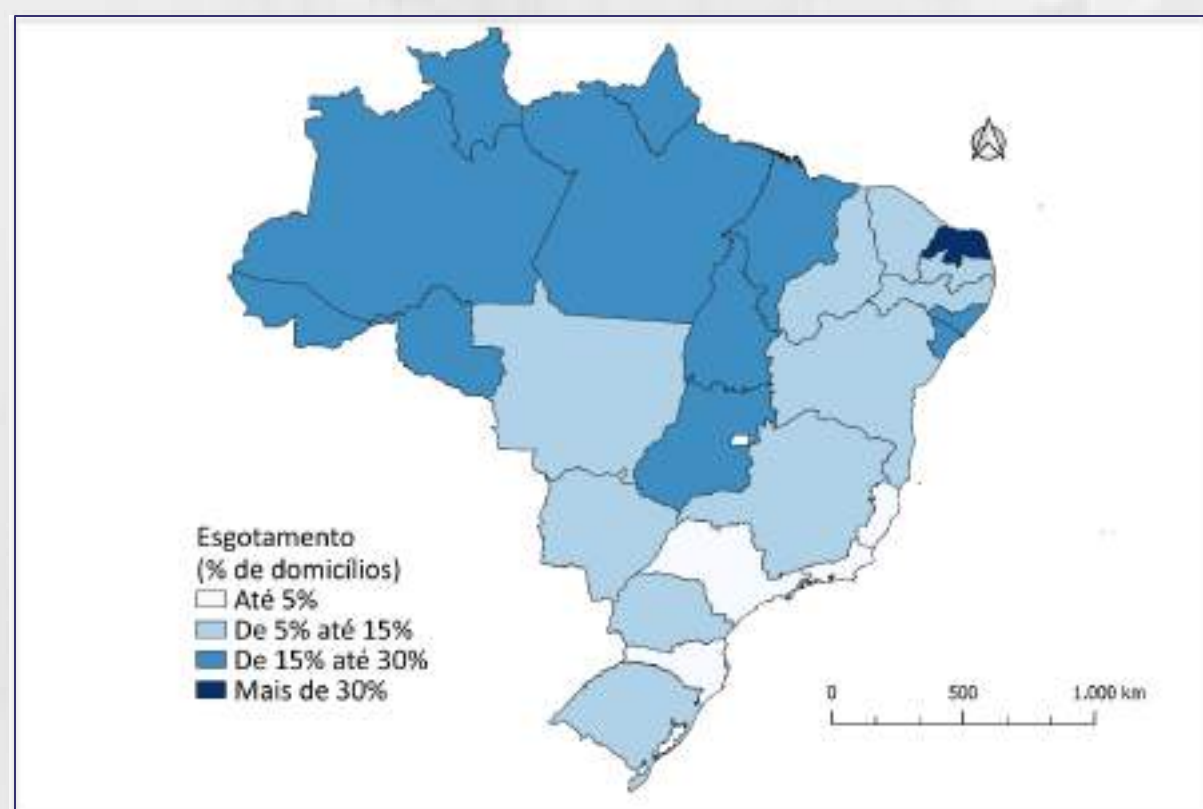 Esgotamento
(% de domicílios)
Até 5%
De 5% até 15%
De 15% até 30%
Mais de 30%
0 500 1.000 km